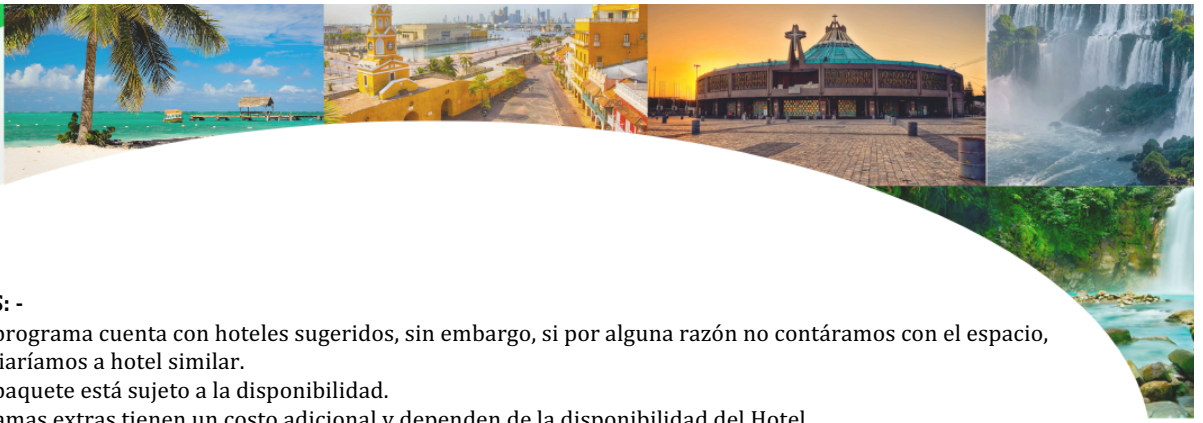 S: -
programa cuenta con hoteles sugeridos, sin embargo, si por alguna razón no contáramos con el espacio,
iaríamos a hotel similar.
paquete está sujeto a la disponibilidad.
amas extras tienen un costo adicional y dependen de la disponibilidad del Hotel